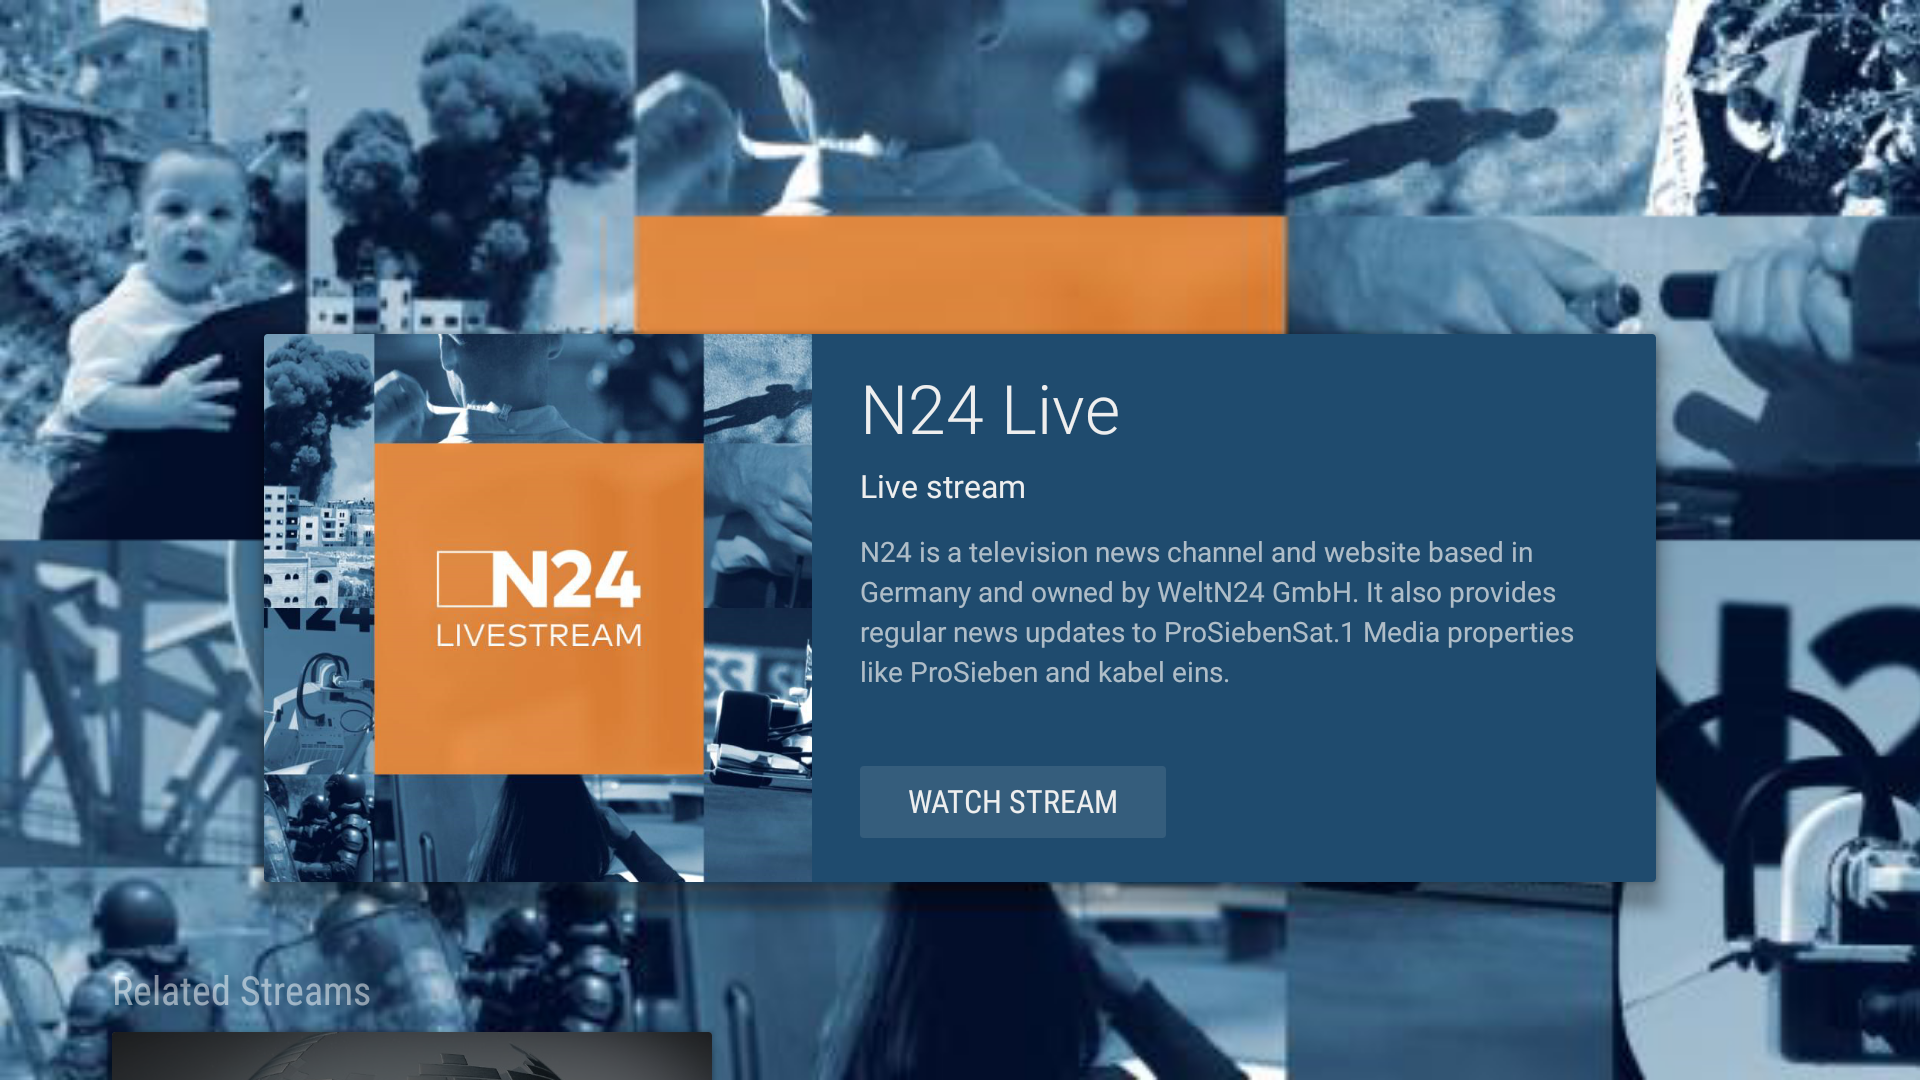 N24 Live
Live stream
N24 is a television news channel and website based in
Germany and owned by WeltN24 GmbH. It also provides
regular news updates to ProSiebenSat.1 Media properties
like ProSieben and kabel eins.
WATCH STREAM
N24
LIVESTREAM
N24
Related Streams